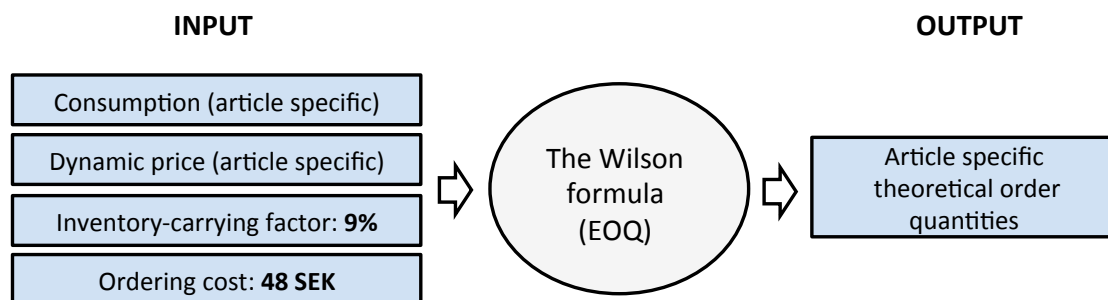 INPUT
OUTPUT
Consumption (article specific)
Dynamic price (article specific)
Inventory-carrying factor: 9%
Ordering cost: 48 SEK
The Wilson
formula
(EOQ)
Article specific
theoretical order
quantities